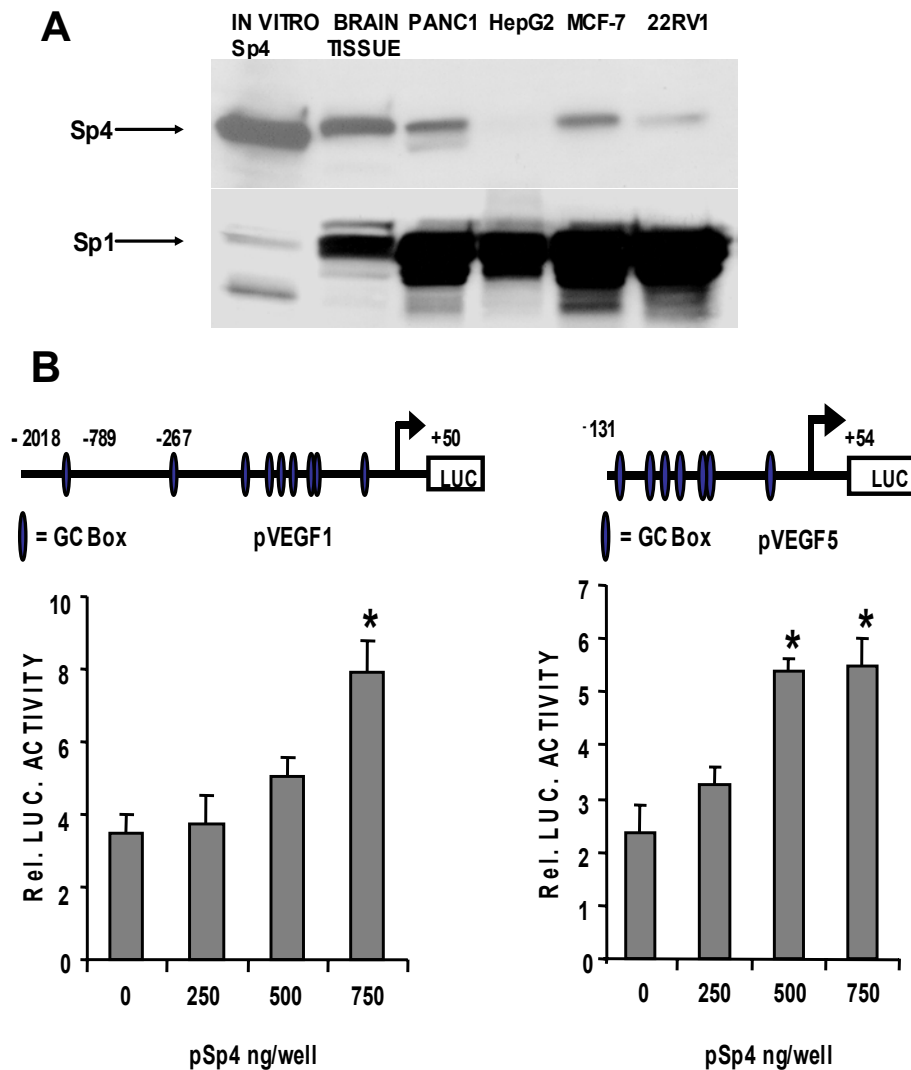 A
IN VITRO BRAIN PANC1 HepG2 MCF-7 22RV1
Sp4 TISSUE
Sp4
Sp1
B
- 2018 -789 -267 +50
LUC
= GC Box pVEGF1
-131 +54
LUC
= GC Box pVEGF5
Rel. LUC. ACTIVITY
10
8
6
4
2
0
*
0 250 500 750
pSp4 ng/well
Rel. LUC. ACTIVITY
7
6
5
4
3
2
1
0
* *
0 250 500 750
pSp4 ng/well